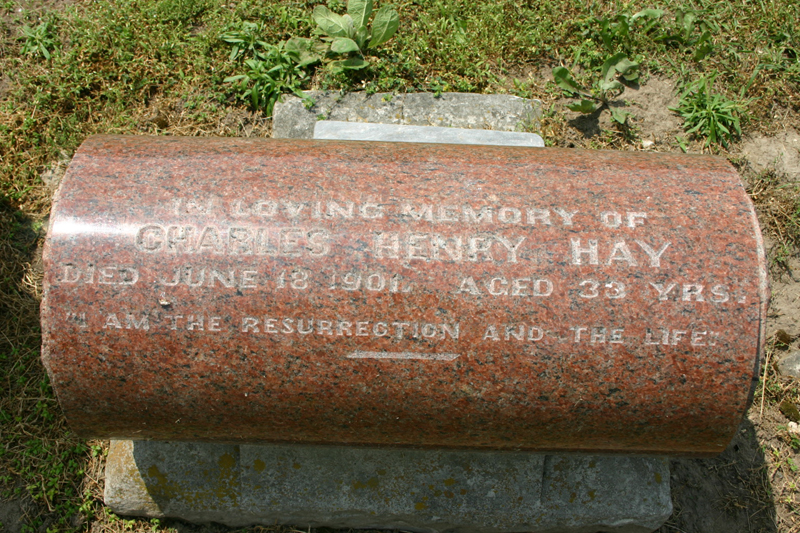 IN LOVING MEMORY OF
CHARLES HENRY HAY
DIED JUNE 18 1901. AGED 33 YRS.
"I AM THE RESURRECTION AND THE LIFE."